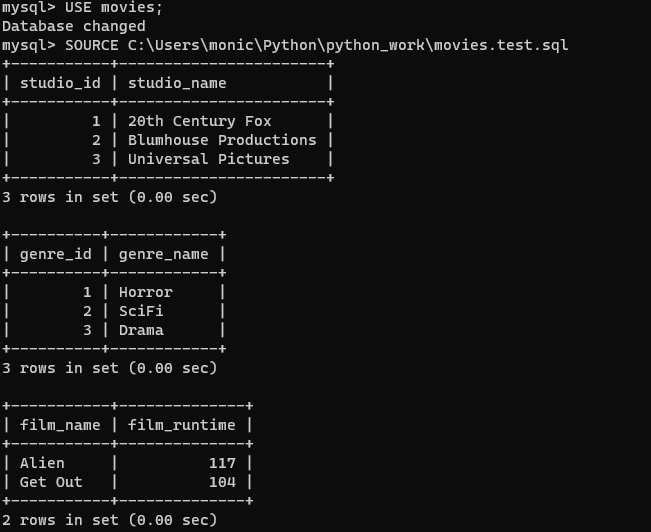 mysql> USE movies;
Database changed
mysql> SOURCE C:\Users\monic\Python\python_work\movies.test.sql
+-----------+-----------------------+
| studio_id | studio_name           |
+-----------+-----------------------+
|         1 | 20th Century Fox      |
|         2 | Blumhouse Productions |
|         3 | Universal Pictures    |
+-----------+-----------------------+
3 rows in set (0.00 sec)

+----------+------------+
| genre_id | genre_name |
+----------+------------+
|        1 | Horror     |
|        2 | SciFi      |
|        3 | Drama      |
+----------+------------+
3 rows in set (0.00 sec)

+-----------+--------------+
| film_name | film_runtime |
+-----------+--------------+
| Alien     |          117 |
| Get Out   |          104 |
+-----------+--------------+
2 rows in set (0.00 sec)